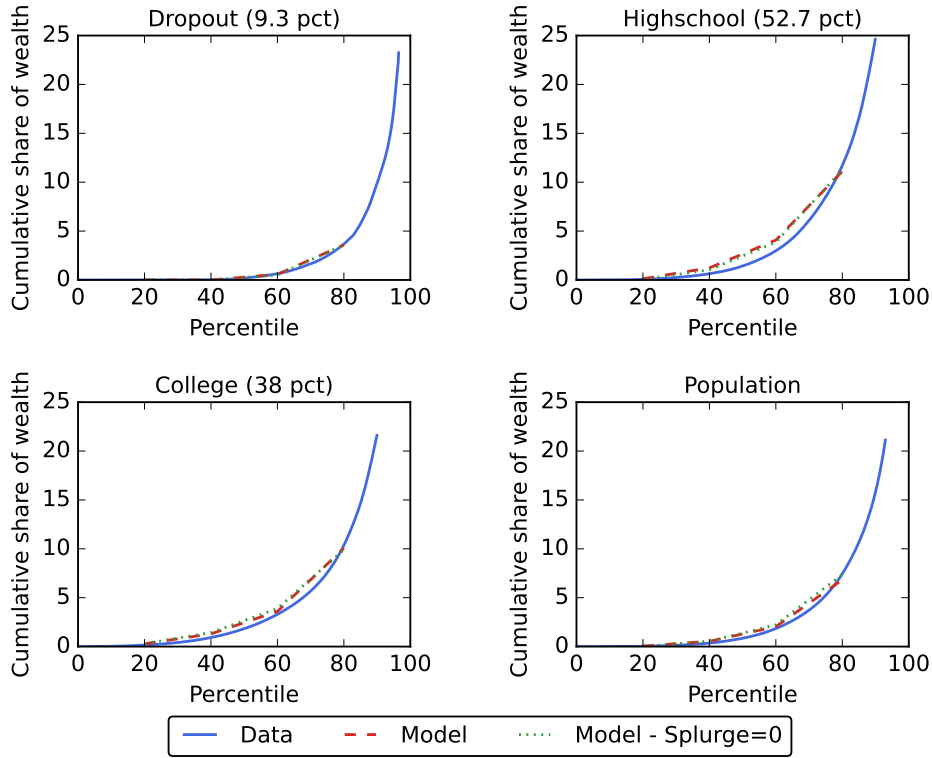 Dropout (9.3 pct)
Cumulative share of wealth
25
20
15
10
5
0
0 20 40 60 80 100
Percentile
Highschool (52.7 pct)
Cumulative share of wealth
25
20
15
10
5
0
0 20 40 60 80 100
Percentile
College (38 pct)
Cumulative share of wealth
25
20
15
10
5
0
0 20 40 60 80 100
Percentile
Population
Cumulative share of wealth
25
20
15
10
5
0
0 20 40 60 80 100
Percentile
Data Model Model - Splurge=0